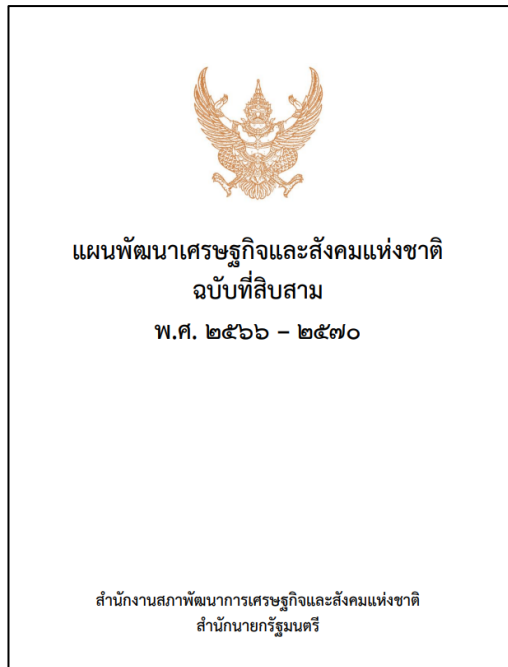 แผนพัฒนาเศรษฐกิจและสังคมแห่งชาติ
ฉบับที่สิบสาม
พ.ศ. ๒๕๖๖ – ๒๕๗๐
สำนักงานสภาพัฒนาการเศรษฐกิจและสังคมแห่งชาติ
สำนักนายกรัฐมนตรี